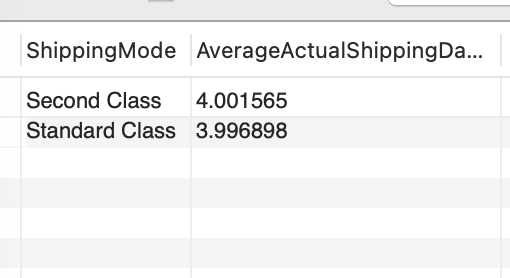 ShippingMode AverageActualShippingDa...
Second Class 4.001565
Standard Class 3.996898